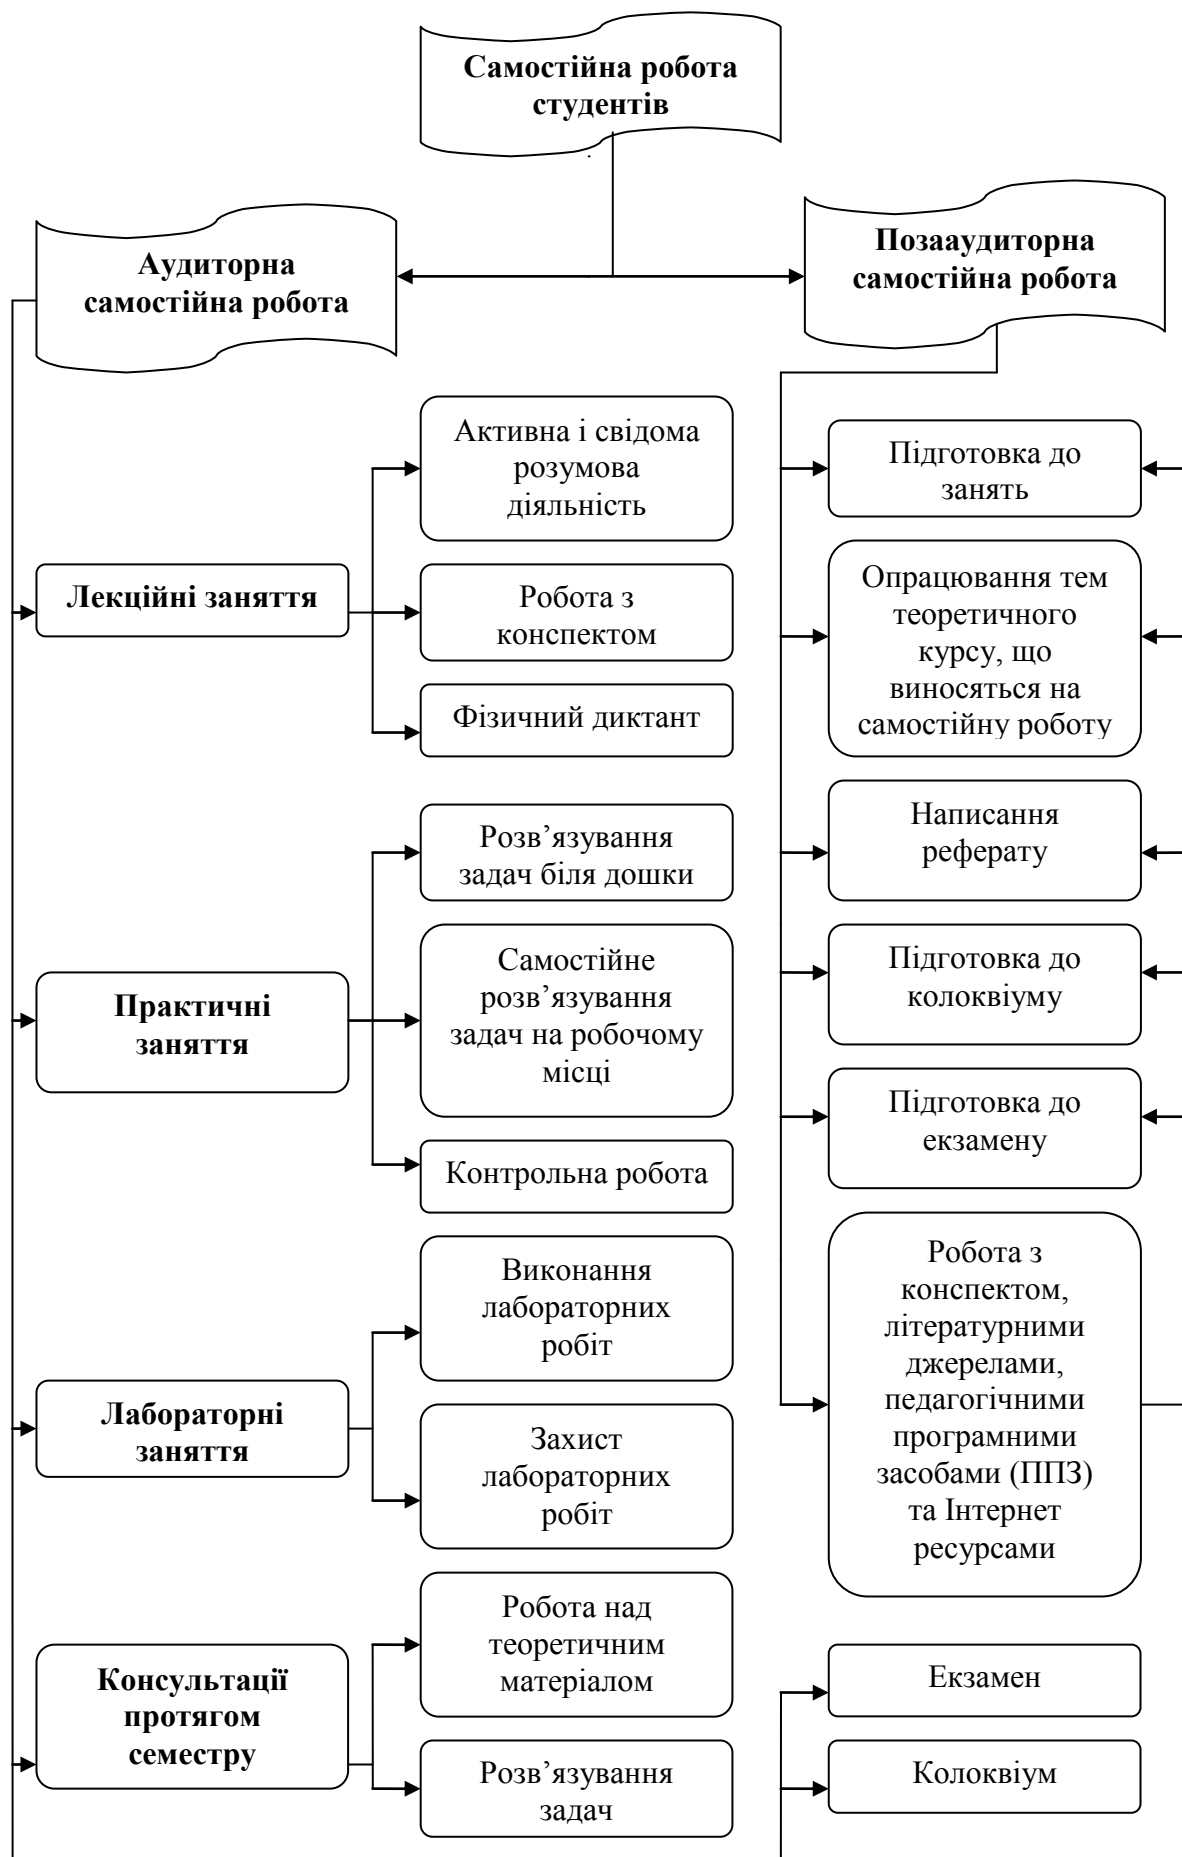 Самостійна робота
студентів
Аудиторна
самостійна робота
Позааудиторна
самостійна робота
Лекційні заняття
Активна і свідома
розумова
діяльність
Робота з
конспектом
Фізичний диктант
Практичні
заняття
Розв’язування
задач біля дошки
Самостійне
розв’язування
задач на робочому
місці
Контрольна робота
Лабораторні
заняття
Виконання
лабораторних
робіт
Захист
лабораторних
робіт
Консультації
протягом
семестру
Робота над
теоретичним
матеріалом
Розв’язування
задач
Підготовка до
занять
Опрацювання тем
теоретичного
курсу, що
виносяться на
самостійну роботу
Написання
реферату
Підготовка до
колоквіуму
Підготовка до
екзамену
Робота з
конспектом,
літературними
джерелами,
педагогічними
програмними
засобами (ППЗ)
та Інтернет
ресурсами
Екзамен
Колоквіум